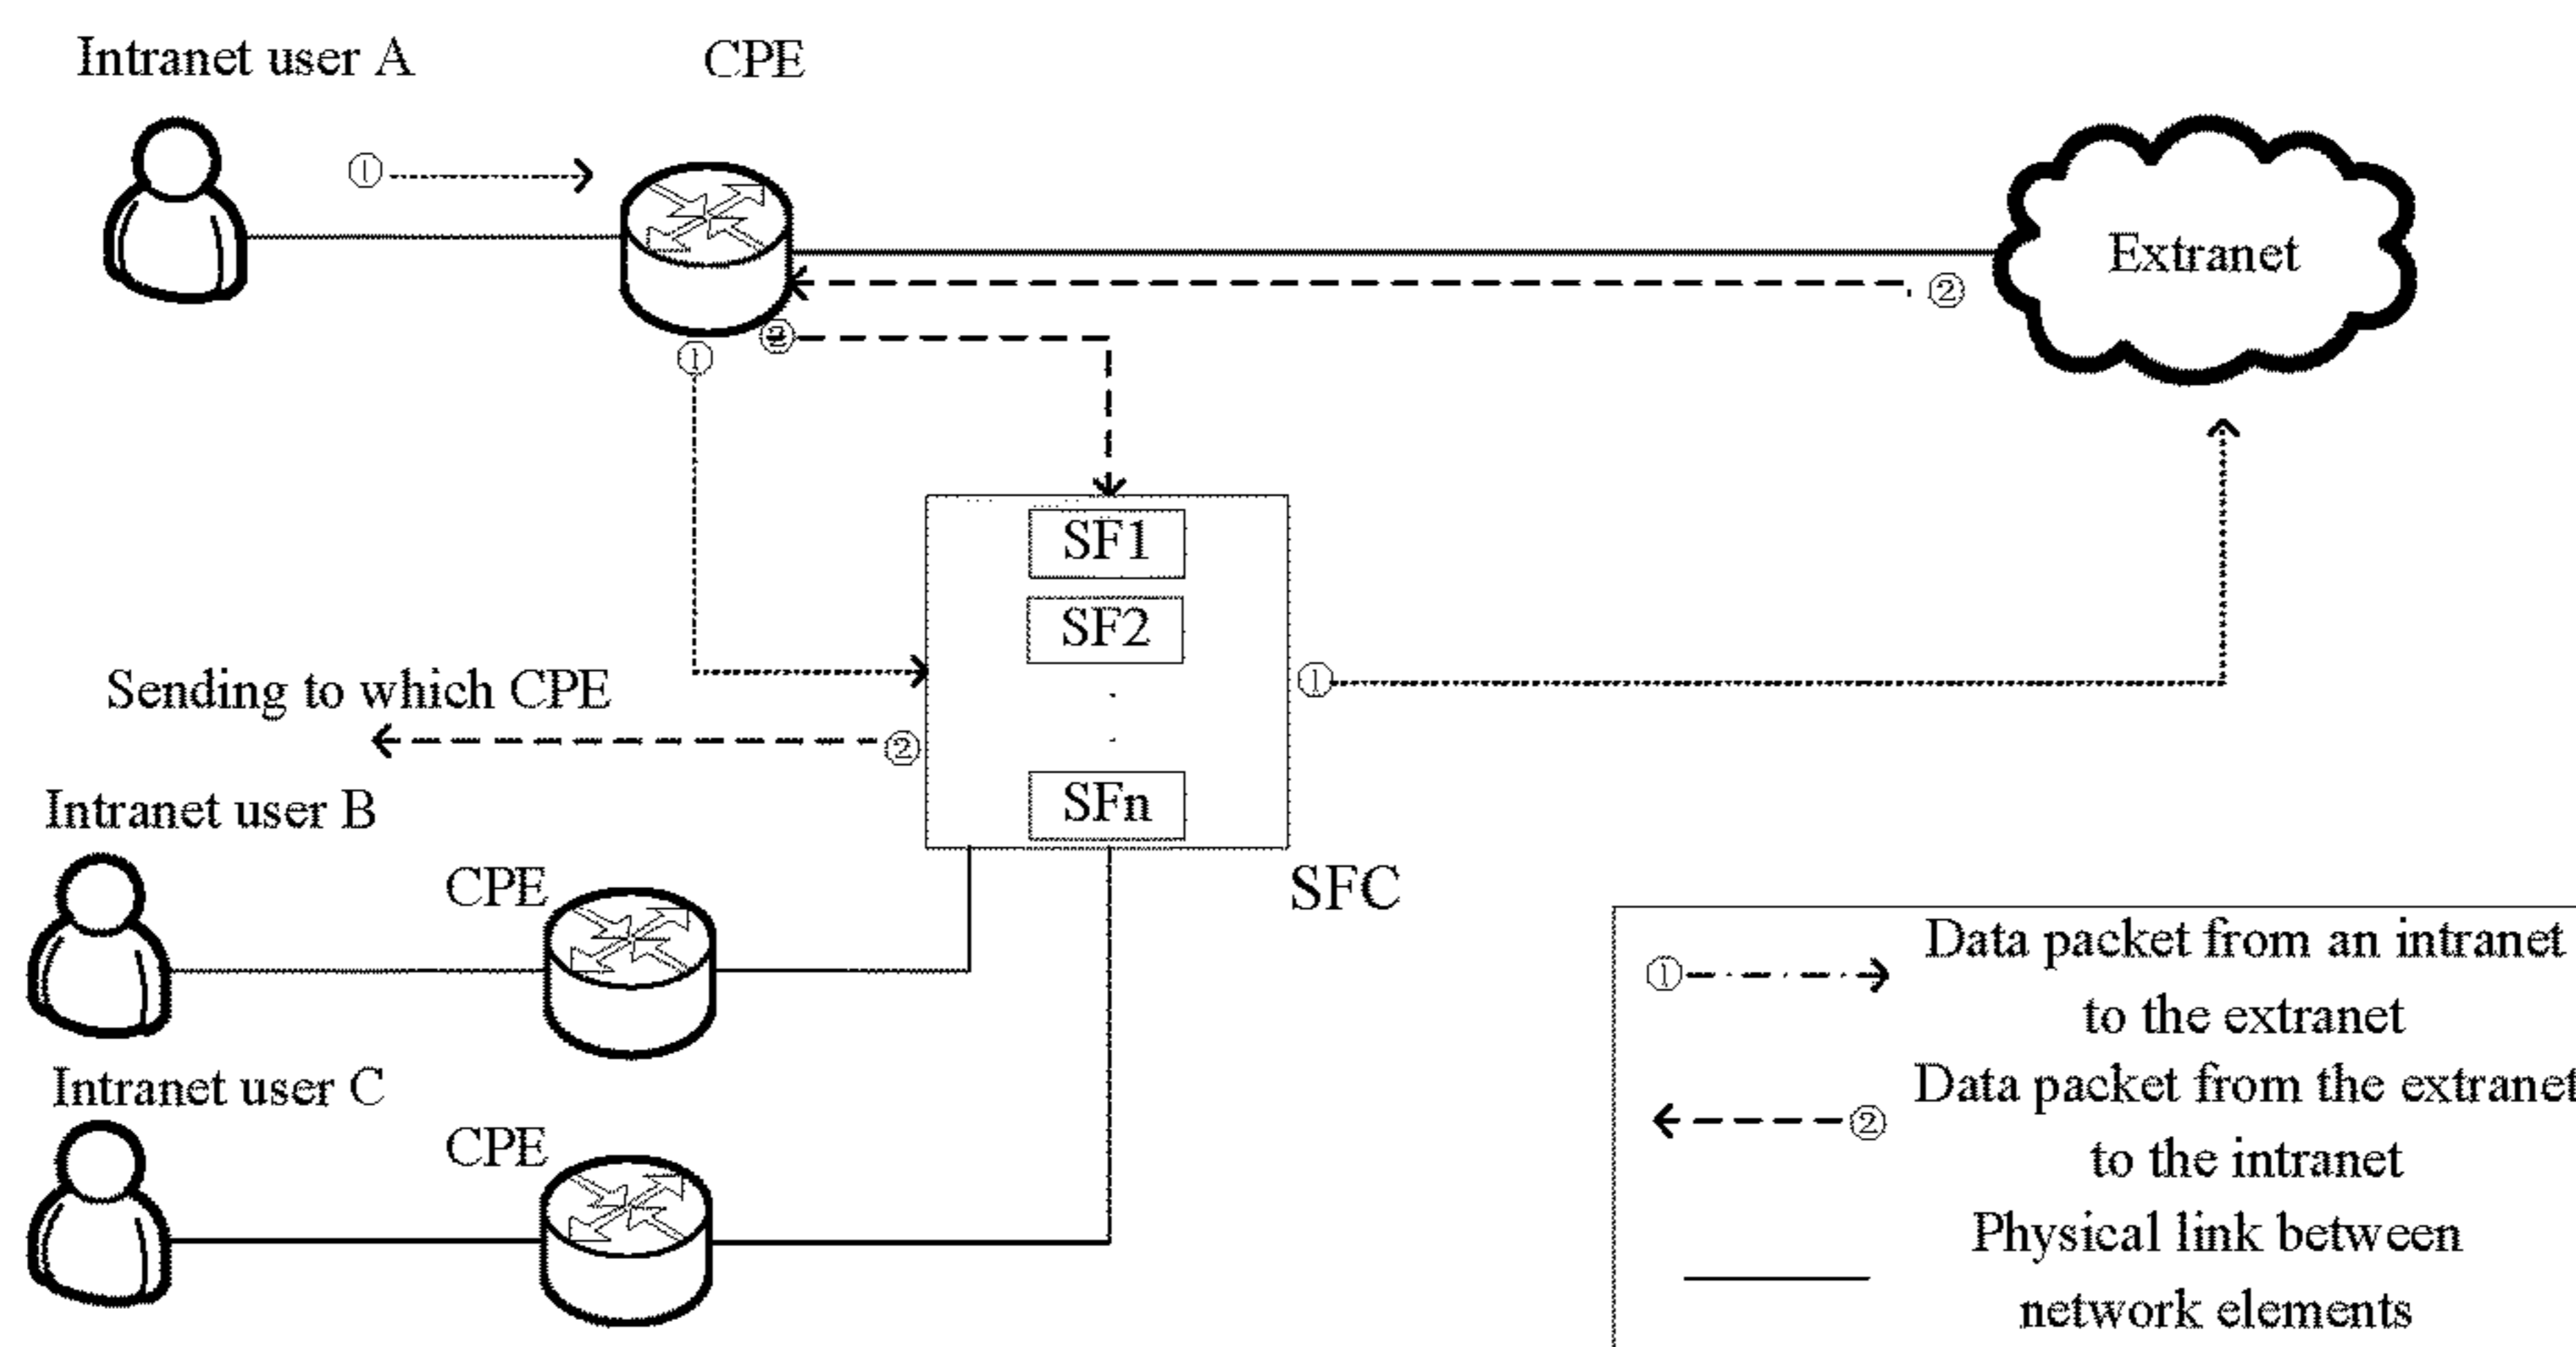 Intranet user A
CPE
①
Extranet
②
②
①
SF1
SF2
①
Sending to which CPE
②
SFn
Intranet user B
CPE
SFC
Intranet user C
CPE
① Data packet from an intranet
to the extranet
② Data packet from the extranet
to the intranet
Physical link between
network elements